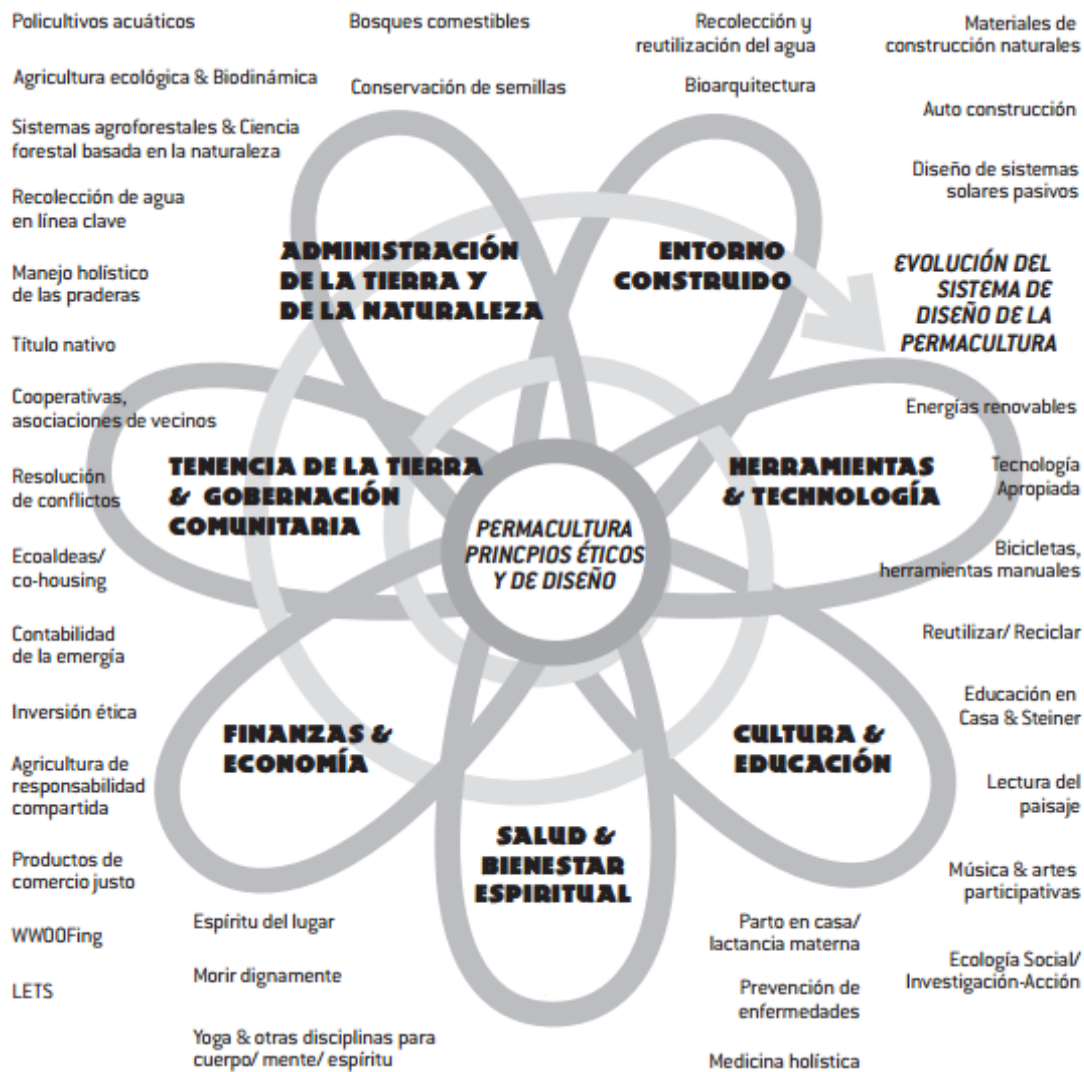 Policultivos acuáticos
Bosques comestibles
Recolección y
reutilización del agua
Materiales de
construcción naturales
Agricultura ecológica & Biodinámica
Conservación de semillas
Bioarquitectura
Auto construcción
Sistemas agroforestales & Ciencia
forestal basada en la naturaleza
Diseño de sistemas
solares pasivos
Recolección de agua
en línea clave
ADMINISTRACIÓN
DE LA TIERRA Y
DE LA NATURALEZA
ENTORNO
CONSTRUIDO
EVOLUCIÓN DEL
SISTEMA DE
DISEÑO DE LA
PERMACULTURA
Manejo holístico
de las praderas
Título nativo
Cooperativas,
asociaciones de vecinos
Energías renovables
TENENCIA DE LA TIERRA
& GOBERNACIÓN
COMUNITARIA
HERRAMIENTAS
& TECHNOLOGÍA
Tecnología
Apropiada
Resolución
de conflictos
PERMACULTURA
PRINCPIOS ÉTICOS
Y DE DISEÑO
Bicicletas,
herramientas manuales
Ecoaldeas/
co-housing
Reutilizar/ Reciclar
Contabilidad
de la emergía
Educación en
Casa & Steiner
Inversión ética
FINANZAS &
ECONOMÍA
CULTURA &
EDUCACIÓN
Agricultura de
responsabilidad
compartida
Lectura del
paisaje
SALUD &
BIENESTAR
ESPIRITUAL
Productos de
comercio justo
Música & artes
participativas
WWOOFing
Espíritu del lugar
Parto en casa/
lactancia materna
Ecología Social/
Investigación-Acción
LETS
Morir dignamente
Prevención de
enfermedades
Yoga & otras disciplinas para
cuerpo/ mente/ espíritu
Medicina holística